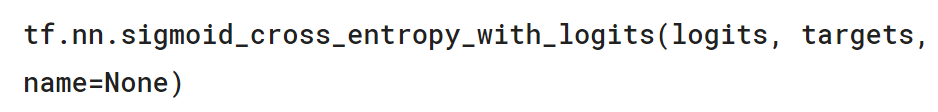 tf.nn.sigmoid_cross_entropy_with_logits(logits, targets,
name=None)